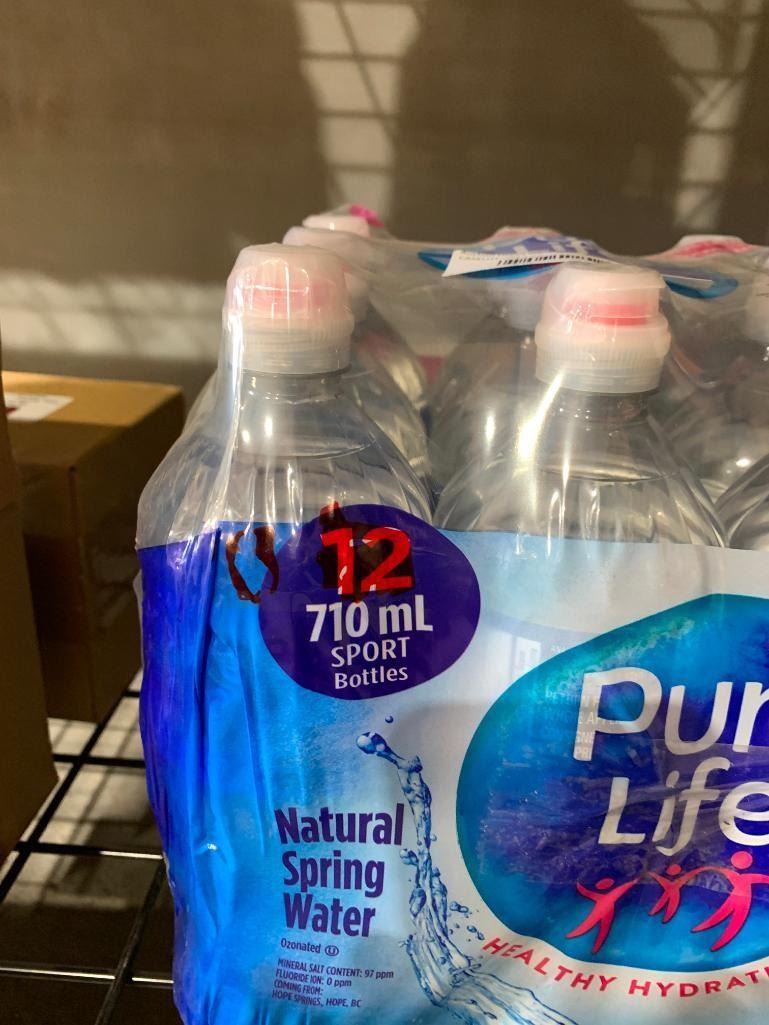 12
710 mL
SPORT
Bottles
Pur
Life
HEALTHY HYDRAT
Natural
Spring
Water
Ozonated
MINERAL SALT CONTENT: 97 ppm
FLUORIDE ION: 0 ppm
COMING FROM:
HOPE SPRINGS, HOPE, BC